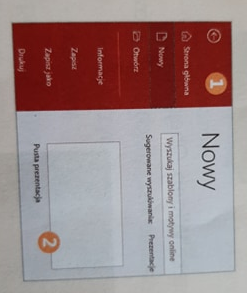 1
Strona główna
Nowy
Otwórz
Informacje
Zapisz
Zapisz jako
Drukuj
Nowy
Wyszukaj szablony i motywy online
Sugerowane wyszukiwania: Prezentacje
Pusta prezentacja
2